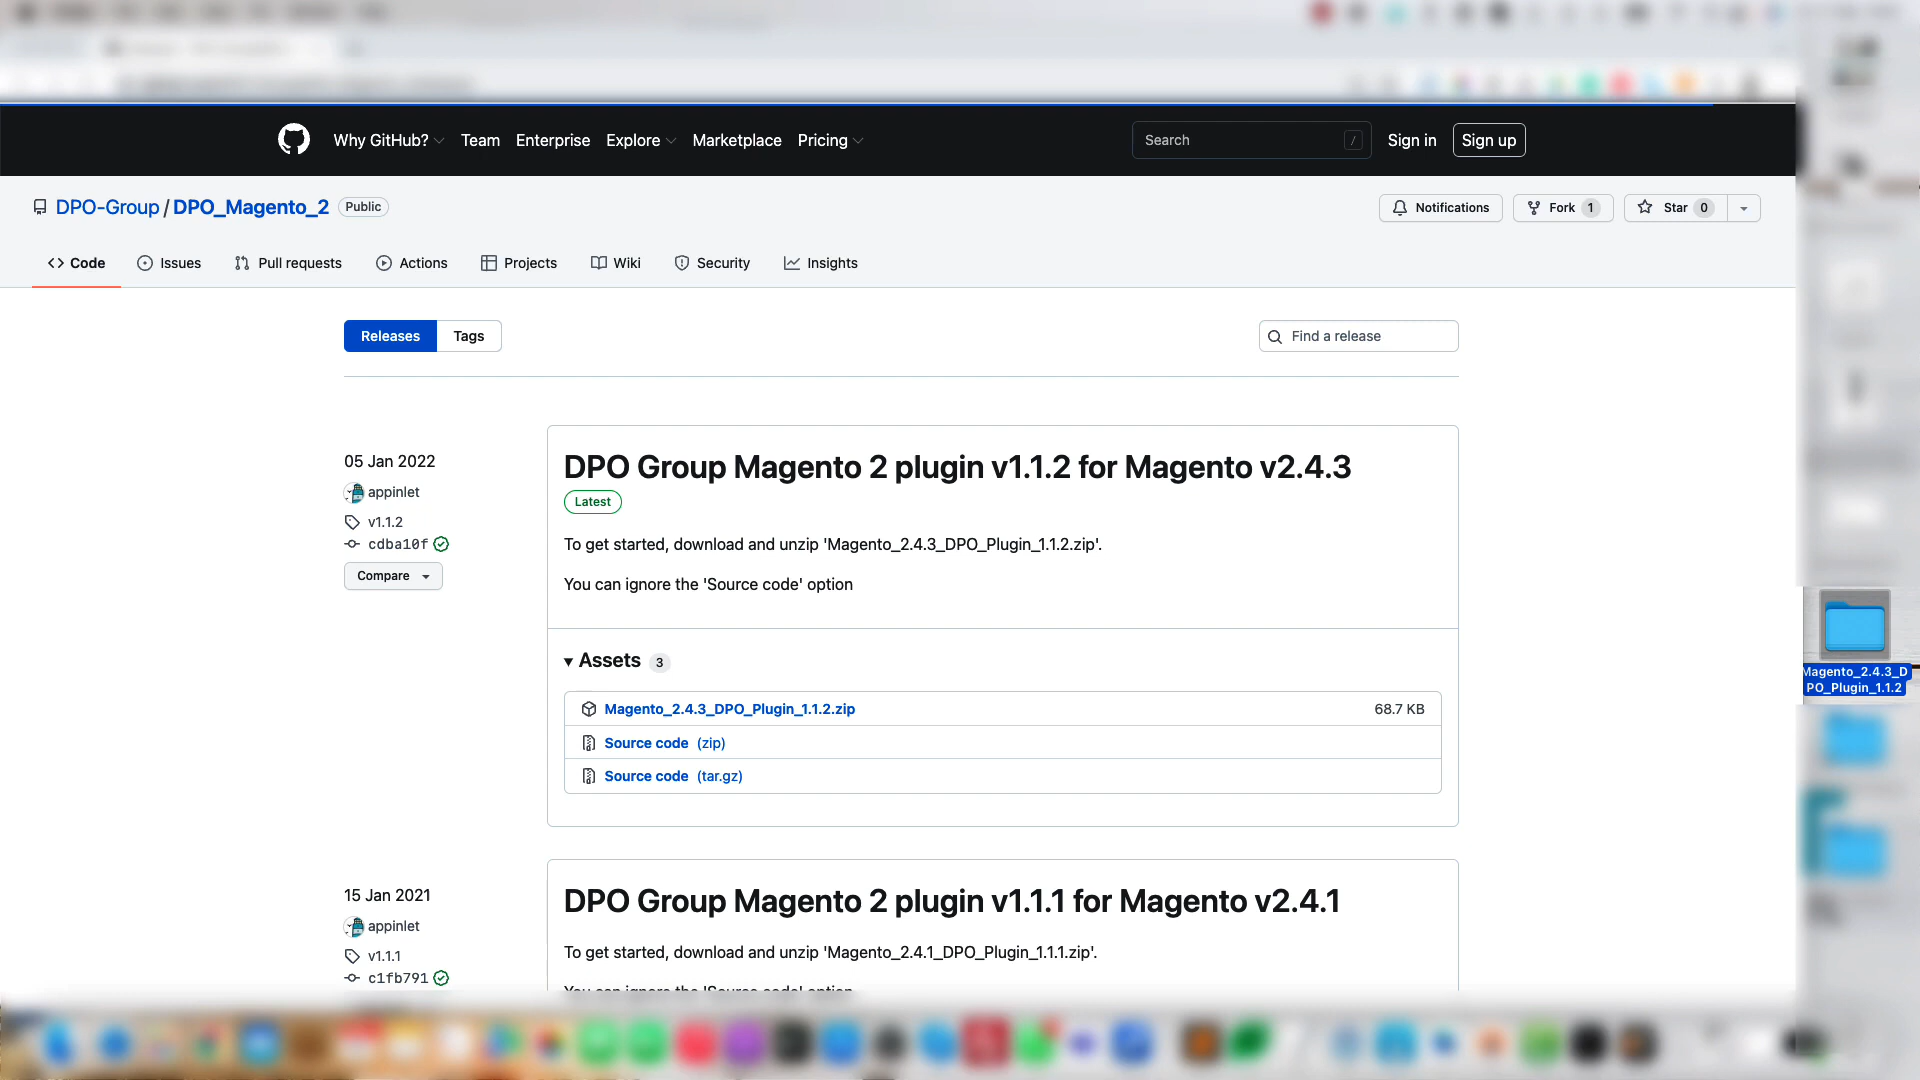 Why GitHub? Team Enterprise Explore Marketplace Pricing Search / Sign in Sign up
DPO-Group / DPO_Magento_2 Public Notifications Fork 1 Star 0
Code Issues Pull requests Actions Projects Wiki Security Insights
Releases Tags Find a release
05 Jan 2022
appinlet
v1.1.2
cdba10f
Compare
DPO Group Magento 2 plugin v1.1.2 for Magento v2.4.3
Latest
To get started, download and unzip 'Magento_2.4.3_DPO_Plugin_1.1.2.zip'.
You can ignore the 'Source code' option
Assets 3
Magento_2.4.3_DPO_Plugin_1.1.2.zip 68.7 KB
Source code (zip)
Source code (tar.gz)
Magento_2.4.3_D
PO_Plugin_1.1.2
15 Jan 2021
appinlet
v1.1.1
c1fb791
DPO Group Magento 2 plugin v1.1.1 for Magento v2.4.1
To get started, download and unzip 'Magento_2.4.1_DPO_Plugin_1.1.1.zip'.
You can ignore the 'Source code' option